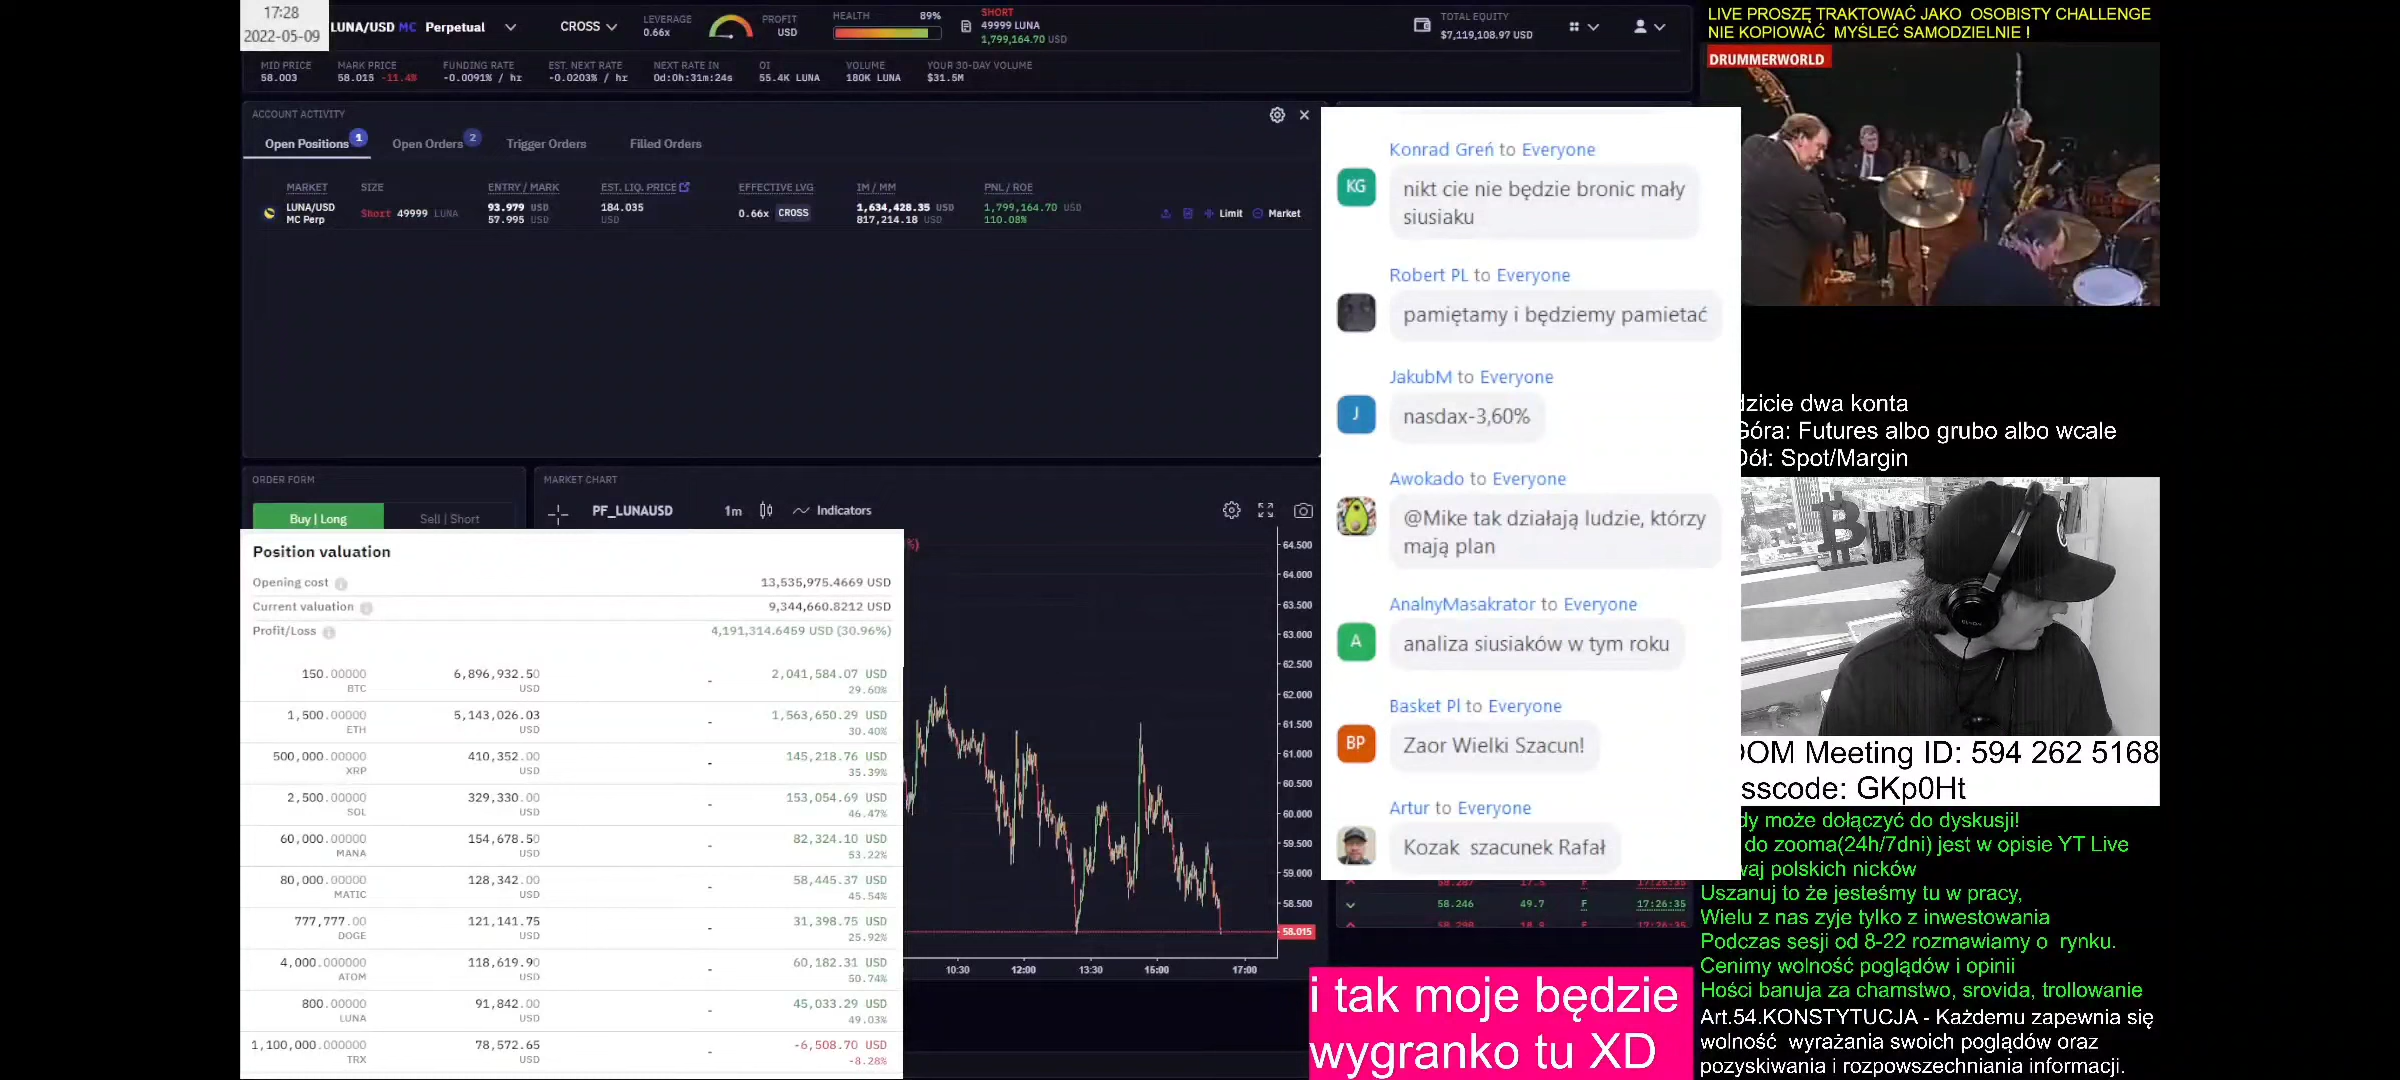 17:28
2022-05-09
LUNA/USD MC Perpetual
CROSS
LEVERAGE
0.66x
PROFIT
USD
HEALTH 89%
SHORT
49999 LUNA
1,799,164.70 USD
TOTAL EQUITY
$7,119,108.97 USD
MID PRICE MARK PRICE FUNDING RATE EST. NEXT RATE NEXT RATE IN OI VOLUME YOUR 30-DAY VOLUME
58.003 58.015 -11.4% -0.0091% / hr -0.0203% / hr 0d:0h:31m:24s 55.4K LUNA 180K LUNA $31.5M
ACCOUNT ACTIVITY
Open Positions 1 Open Orders 2 Trigger Orders Filled Orders
MARKET SIZE ENTRY / MARK EST. LIQ. PRICE EFFECTIVE LVG IM / MM PNL / ROE
LUNA/USD
MC Perp
Short 49999 LUNA
93.979 USD
57.995 USD
184.035
USD
0.66x CROSS
1,634,428.35 USD
817,214.18 USD
1,799,164.70 USD
110.08%
Limit Market
ORDER FORM
Buy | Long Sell | Short
MARKET CHART
PF_LUNAUSD 1m Indicators
%)
Position valuation
Opening cost 13,535,975.4669 USD
Current valuation 9,344,660.8212 USD
Profit/Loss 4,191,314.6459 USD (30.96%)
150.00000 6,896,932.50 - 2,041,584.07 USD
BTC USD 29.60%
1,500.00000 5,143,026.03 - 1,563,650.29 USD
ETH USD 30.40%
500,000.00000 410,352.00 - 145,218.76 USD
XRP USD 35.39%
2,500.00000 329,330.00 - 153,054.69 USD
SOL USD 46.47%
60,000.00000 154,678.50 - 82,324.10 USD
MANA USD 53.22%
80,000.00000 128,342.00 - 58,445.37 USD
MATIC USD 45.54%
777,777.00 121,141.75 - 31,398.75 USD
DOGE USD 25.92%
4,000.000000 118,619.90 - 60,182.31 USD
ATOM USD 50.74%
800.00000 91,842.00 - 45,033.29 USD
LUNA USD 49.03%
1,100,000.000000 78,572.65 - -6,508.70 USD
TRX USD -8.28%
64.500
64.000
63.500
63.000
62.500
62.000
61.500
61.000
60.500
60.000
59.500
59.000
58.500
58.015
10:30 12:00 13:30 15:00 17:00
Konrad Greń to Everyone
KG
nikt cie nie będzie bronic mały
siusiaku
Robert PL to Everyone
pamiętamy i będziemy pamietać
JakubM to Everyone
J
nasdax-3,60%
Awokado to Everyone
@Mike tak działają ludzie, którzy
mają plan
AnalnyMasakrator to Everyone
A
analiza siusiaków w tym roku
Basket Pl to Everyone
BP
Zaor Wielki Szacun!
Artur to Everyone
Kozak szacunek Rafał
58.287 17.5 F 17:26:35
58.246 49.7 F 17:26:35
58.298 18.9 F 17:26:35
i tak moje będzie
wygranko tu XD
LIVE PROSZĘ TRAKTOWAĆ JAKO OSOBISTY CHALLENGE
NIE KOPIOWAĆ MYŚLEĆ SAMODZIELNIE !
DRUMMERWORLD
dzicie dwa konta
Góra: Futures albo grubo albo wcale
Dół: Spot/Margin
OOM Meeting ID: 594 262 5168
sscode: GKp0Ht
dy może dołączyć do dyskusji!
do zooma(24h/7dni) jest w opisie YT Live
waj polskich nicków
Uszanuj to że jesteśmy tu w pracy,
Wielu z nas zyje tylko z inwestowania
Podczas sesji od 8-22 rozmawiamy o rynku.
Cenimy wolność poglądów i opinii
Hości banuja za chamstwo, srovida, trollowanie
Art.54.KONSTYTUCJA - Każdemu zapewnia się
wolność wyrażania swoich poglądów oraz
pozyskiwania i rozpowszechniania informacji.